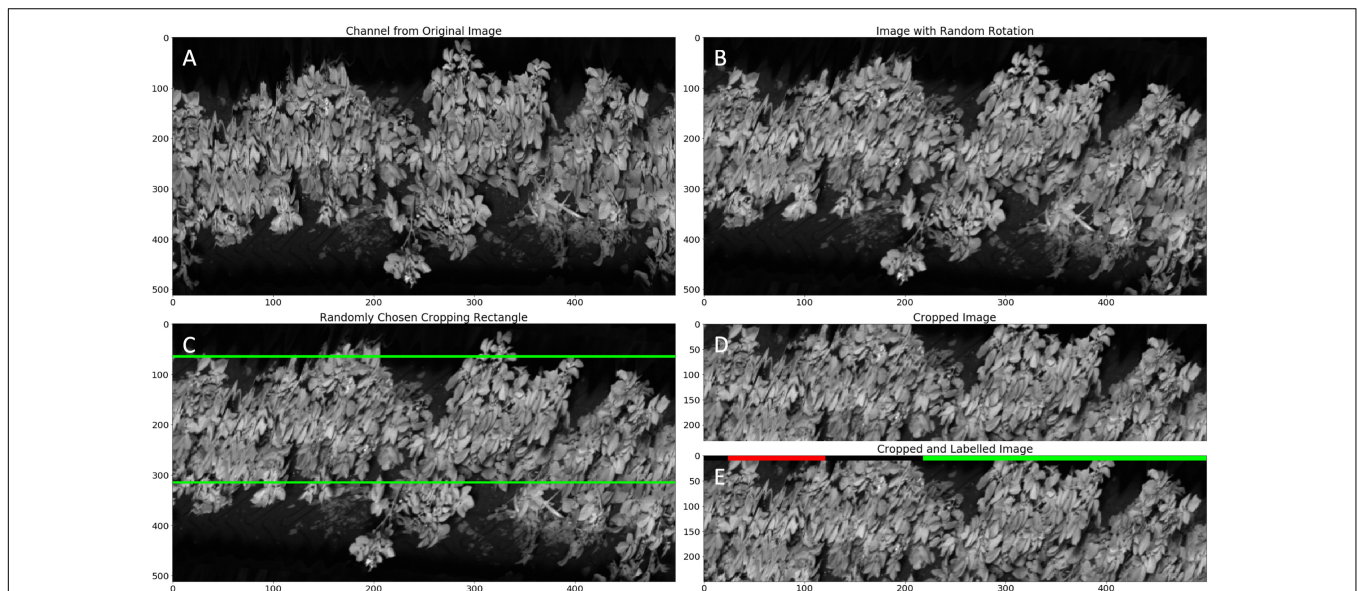 Channel from Original Image
A
0
100
200
300
400
500
0 100 200 300 400
Image with Random Rotation
B
0
100
200
300
400
500
0 100 200 300 400
Randomly Chosen Cropping Rectangle
C
0
100
200
300
400
500
0 100 200 300 400
Cropped Image
D
0
50
100
150
200
Cropped and Labelled Image
E
0
50
100
150
200
0 100 200 300 400